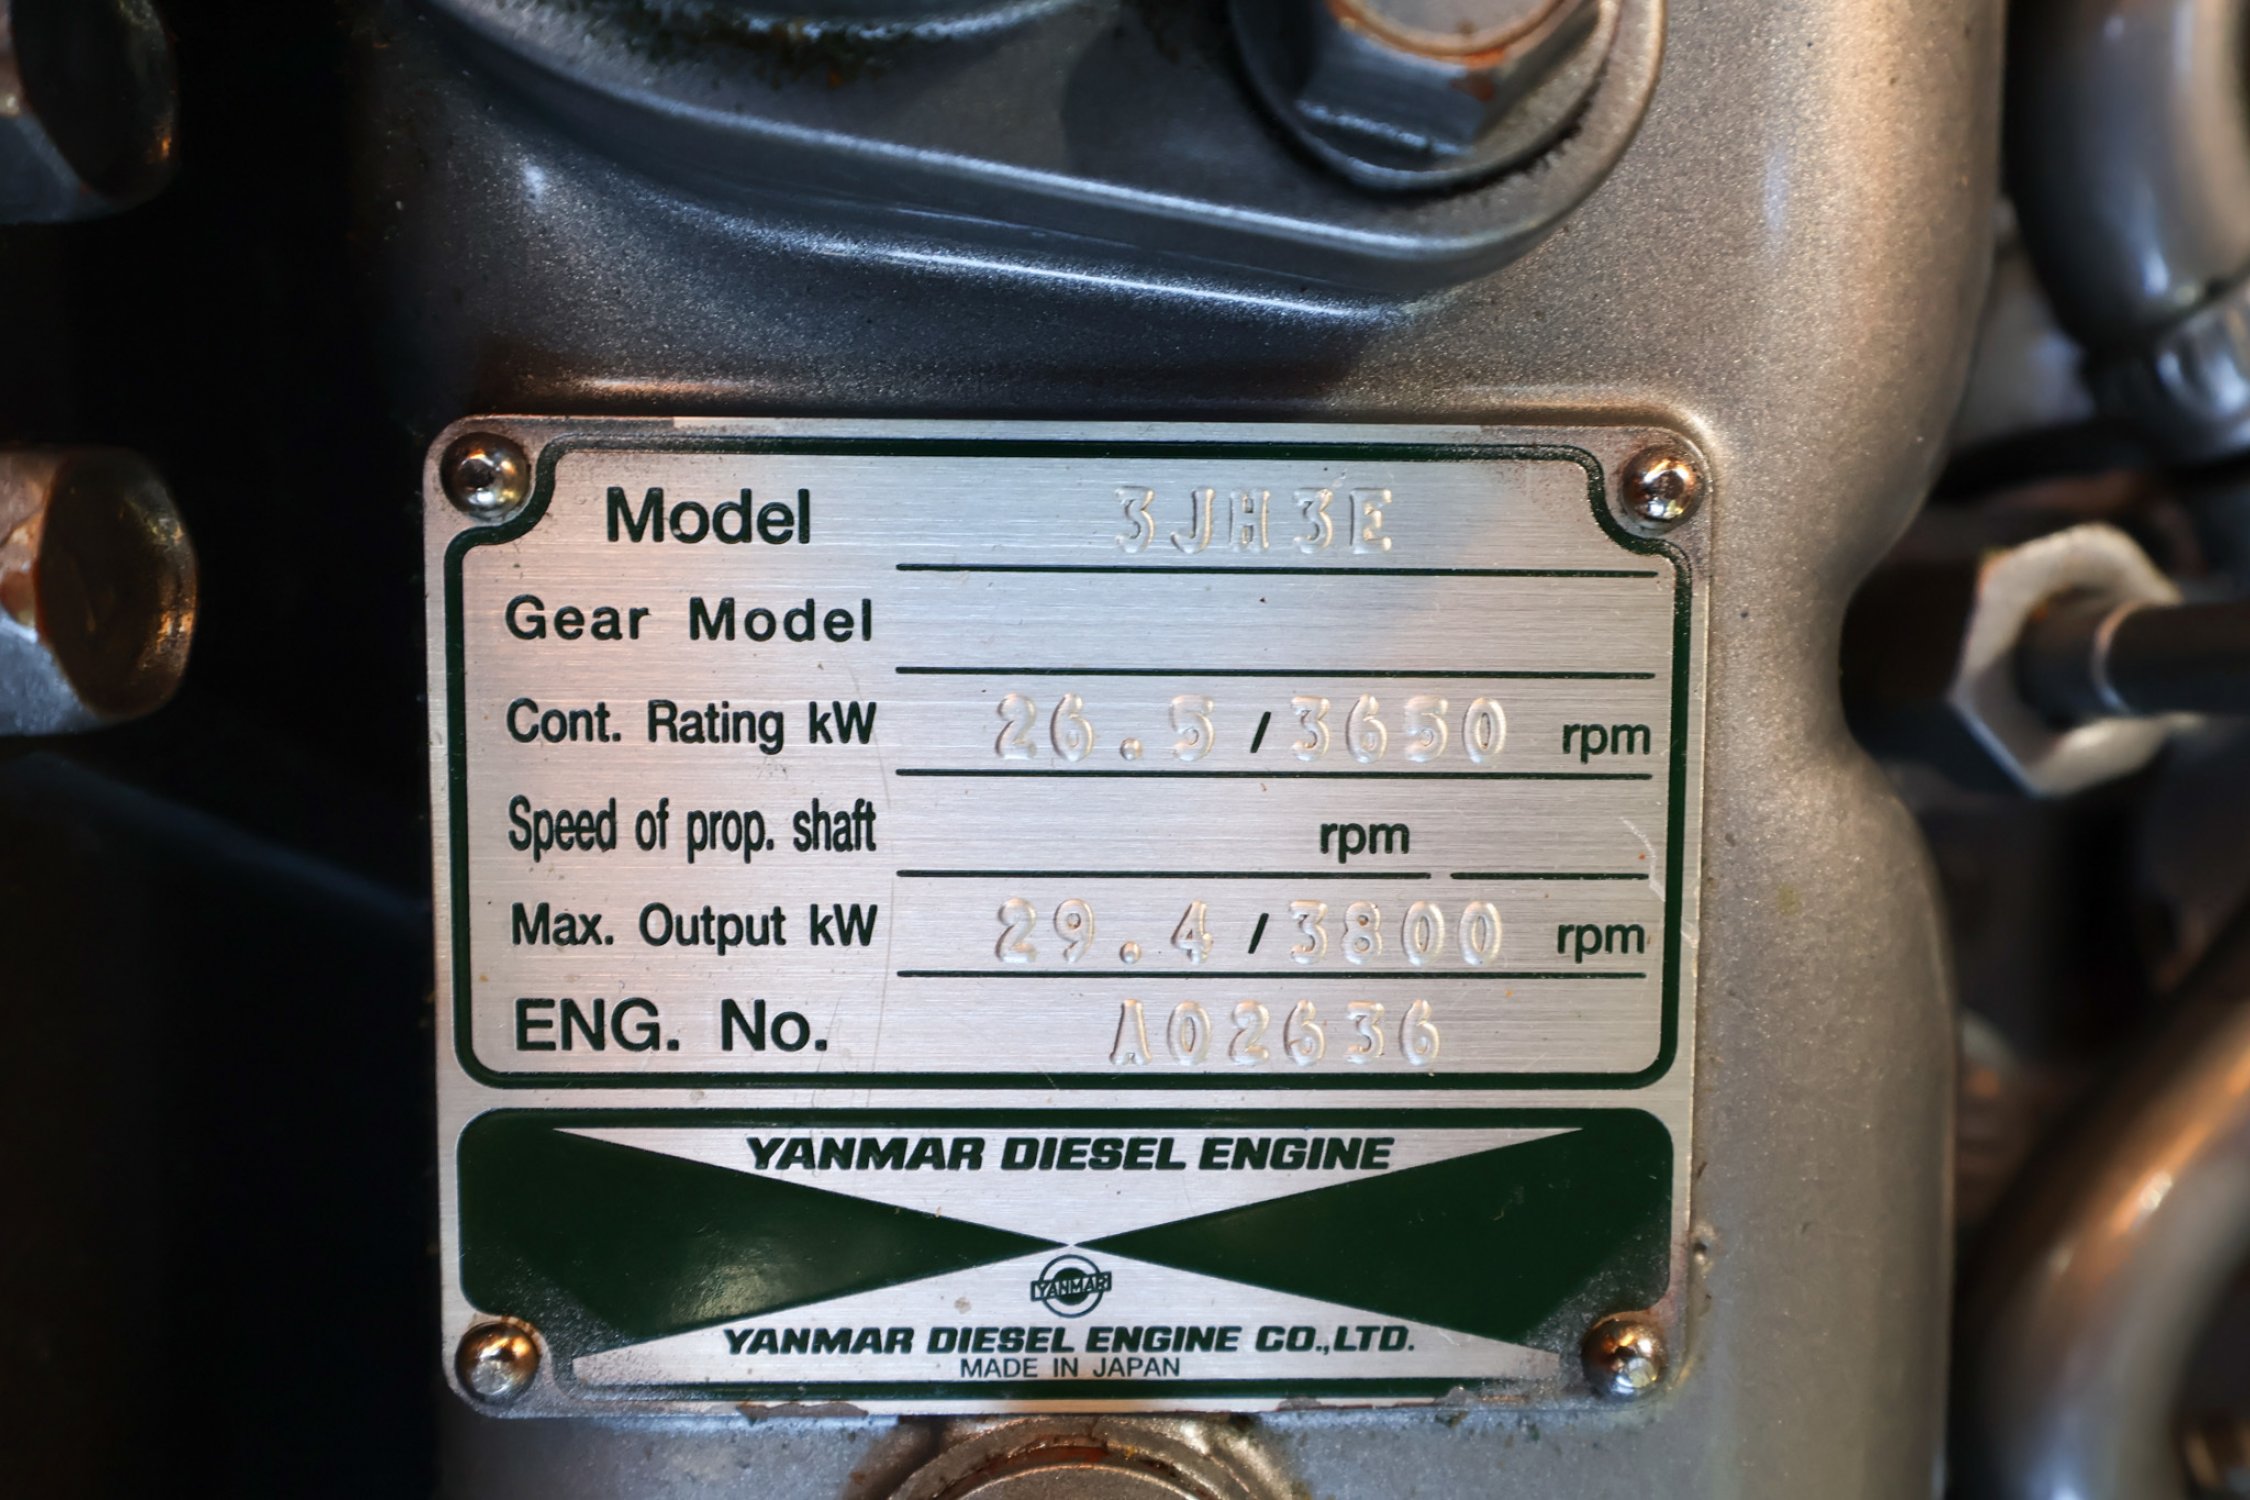 Model 3JH3E
Gear Model
Cont. Rating kW 26.5 / 3650 rpm
Speed of prop. shaft rpm
Max. Output kW 29.4 / 3800 rpm
ENG. No. A02636
YANMAR DIESEL ENGINE
YANMAR
YANMAR DIESEL ENGINE CO.,LTD.
MADE IN JAPAN